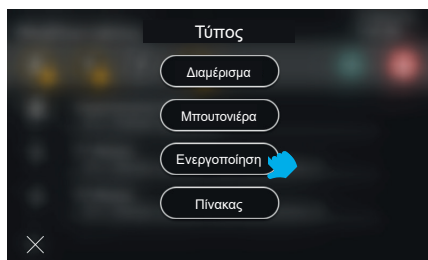 Τύπος
Διαμέρισμα
Μπουτονιέρα
Ενεργοποίηση
Πίνακας